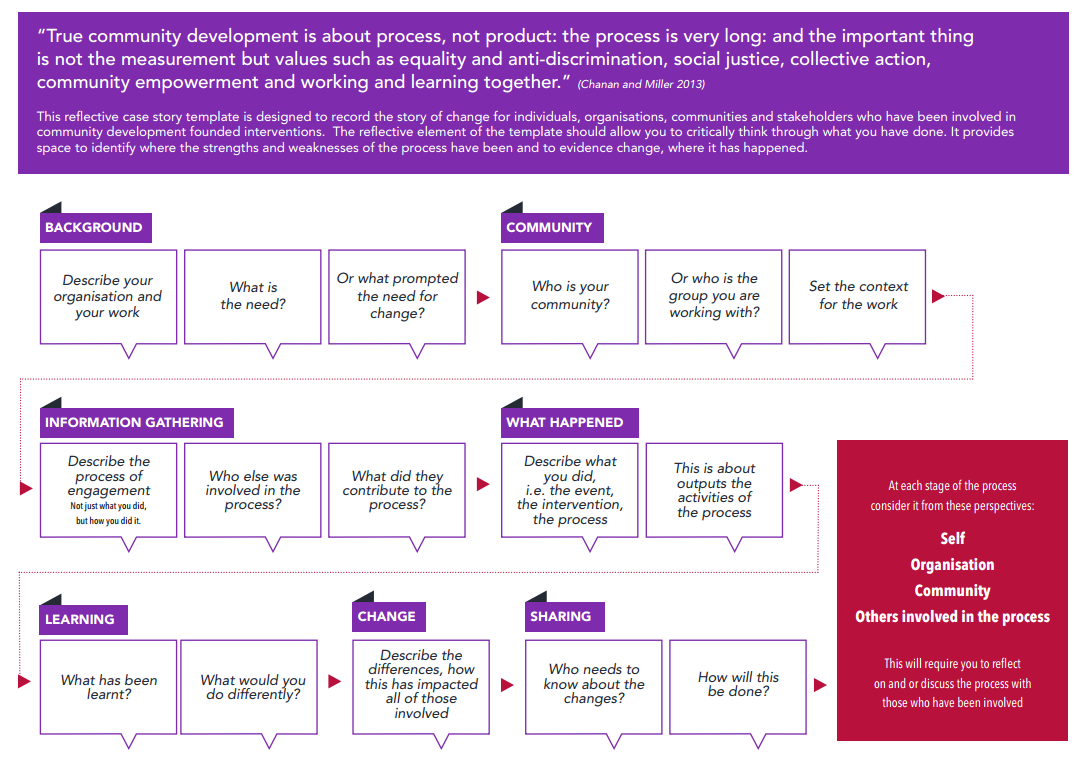 “True community development is about process, not product: the process is very long: and the important thing
is not the measurement but values such as equality and anti-discrimination, social justice, collective action,
community empowerment and working and learning together.” (Chanan and Miller 2013)
This reflective case story template is designed to record the story of change for individuals, organisations, communities and stakeholders who have been involved in
community development founded interventions. The reflective element of the template should allow you to critically think through what you have done. It provides
space to identify where the strengths and weaknesses of the process have been and to evidence change, where it has happened.
BACKGROUND
Describe your
organisation and
your work
What is
the need?
Or what prompted
the need for
change?
COMMUNITY
Who is your
community?
Or who is the
group you are
working with?
Set the context
for the work
INFORMATION GATHERING
Describe the
process of
engagement
Not just what you did,
but how you did it.
Who else was
involved in the
process?
What did they
contribute to the
process?
WHAT HAPPENED
Describe what
you did,
i.e. the event,
the intervention,
the process
This is about
outputs the
activities of
the process
LEARNING
What has been
learnt?
What would you
do differently?
CHANGE
Describe the
differences, how
this has impacted
all of those
involved
SHARING
Who needs to
know about the
changes?
How will this
be done?
At each stage of the process
consider it from these perspectives:
Self
Organisation
Community
Others involved in the process
This will require you to reflect
on and or discuss the process with
those who have been involved